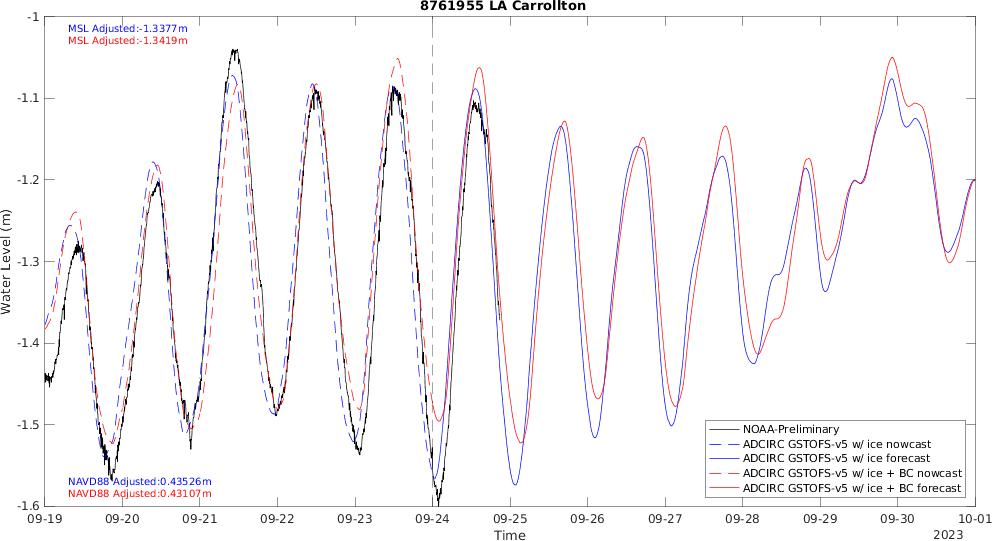 8761955 LA Carrollton
MSL Adjusted:-1.3377m
MSL Adjusted:-1.3419m
Water Level (m)
-1
-1.1
-1.2
-1.3
-1.4
-1.5
-1.6
NOAA-Preliminary
ADCIRC GSTOFS-v5 w/ ice nowcast
ADCIRC GSTOFS-v5 w/ ice forecast
ADCIRC GSTOFS-v5 w/ ice + BC nowcast
ADCIRC GSTOFS-v5 w/ ice + BC forecast
NAVD88 Adjusted:0.43526m
NAVD88 Adjusted:0.43107m
09-19 09-20 09-21 09-22 09-23 09-24 09-25 09-26 09-27 09-28 09-29 09-30 10-01
Time
2023